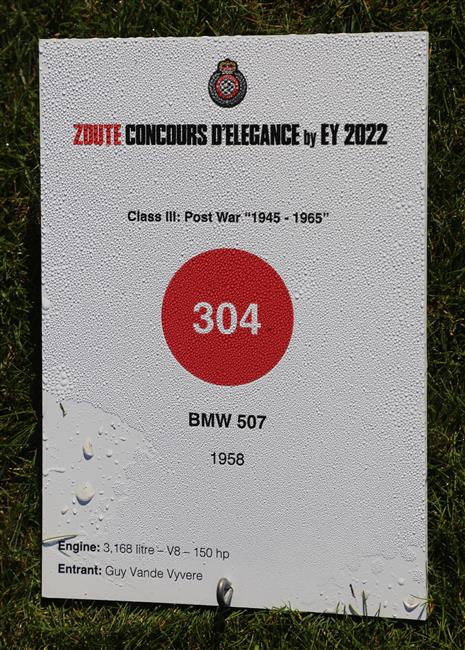 ZOUTE CONCOURS D'ELEGANCE by EY 2022
Class III: Post War “1945 - 1965”
304
BMW 507
1958
Engine: 3,168 litre – V8 – 150 hp
Entrant: Guy Vande Vyvere